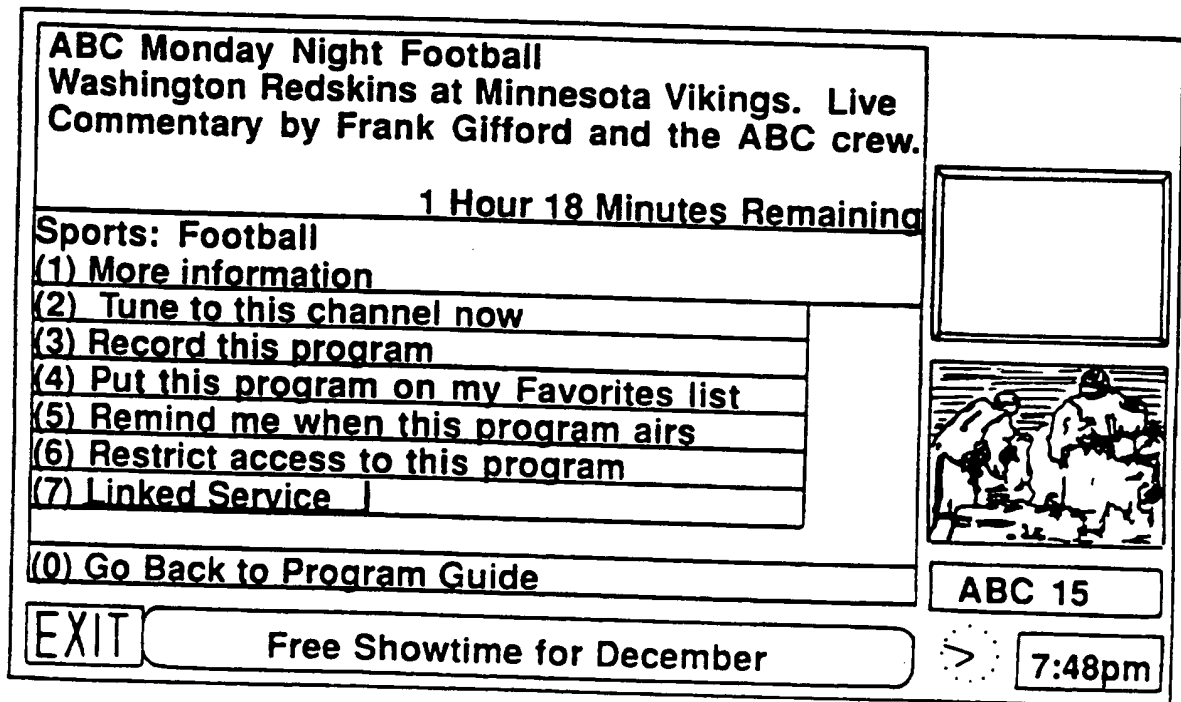 ABC Monday Night Football
Washington Redskins at Minnesota Vikings.  Live
Commentary by Frank Gifford and the ABC crew.
1 Hour 18 Minutes Remaining
Sports:  Football
(1) More information
(2)  Tune to this channel now
(3) Record this program
(4) Put this program on my Favorites list
(5) Remind me when this program airs
(6) Restrict access to this program
(7) Linked Service
(0) Go Back to Program Guide
ABC 15
EXIT
Free Showtime for December
7:48pm